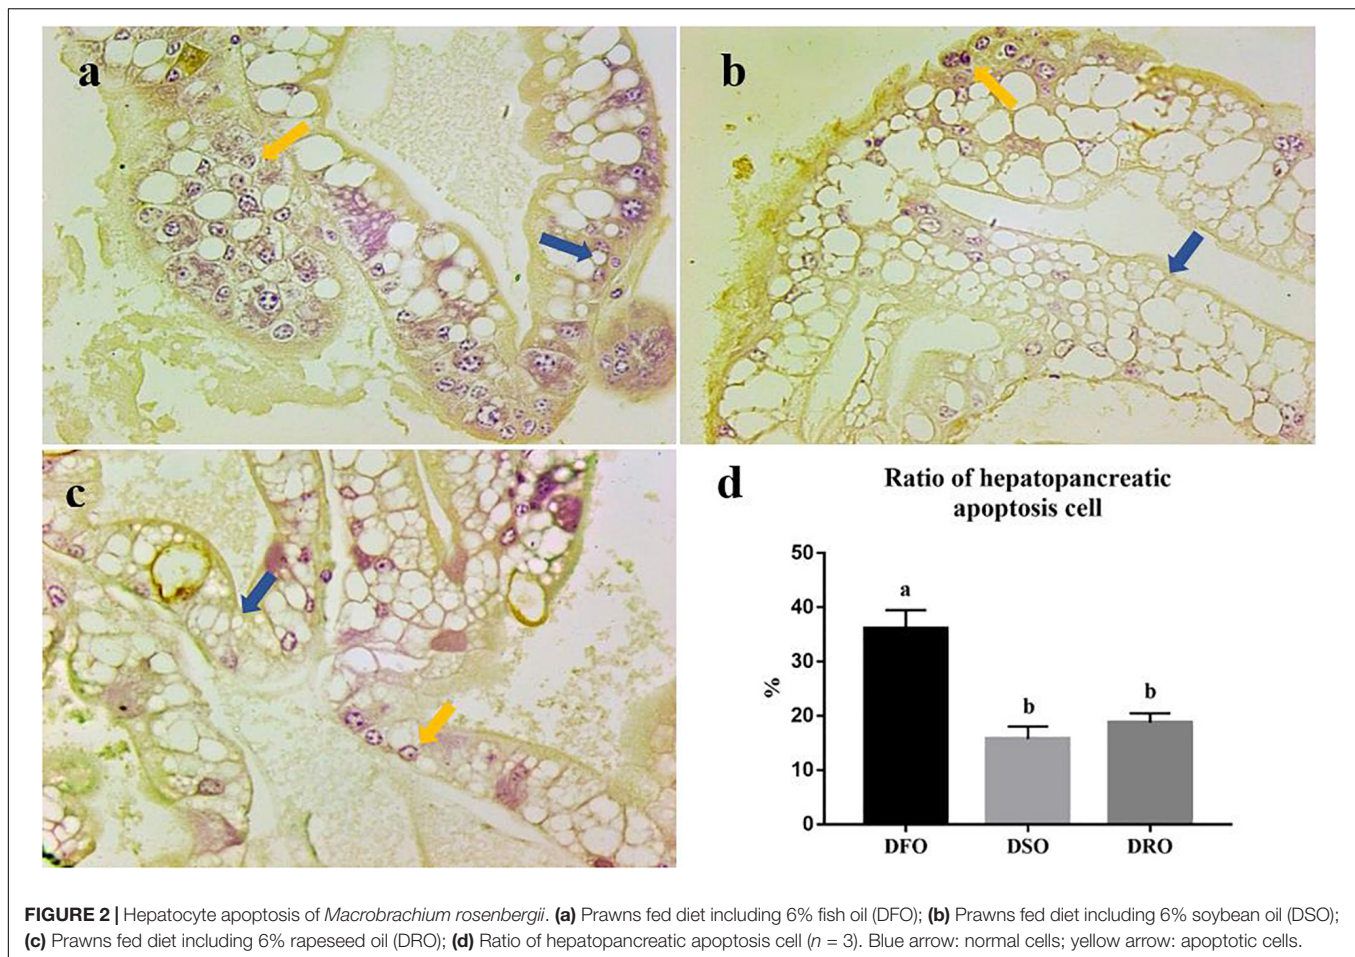 a
b
c
d
Ratio of hepatopancreatic
apoptosis cell
50
40
30
20
10
0
%
a
b
b
DFO
DSO
DRO
FIGURE 2 | Hepatocyte apoptosis of Macrobrachium rosenbergii. (a) Prawns fed diet including 6% fish oil (DFO); (b) Prawns fed diet including 6% soybean oil (DSO);
(c) Prawns fed diet including 6% rapeseed oil (DRO); (d) Ratio of hepatopancreatic apoptosis cell (n = 3). Blue arrow: normal cells; yellow arrow: apoptotic cells.